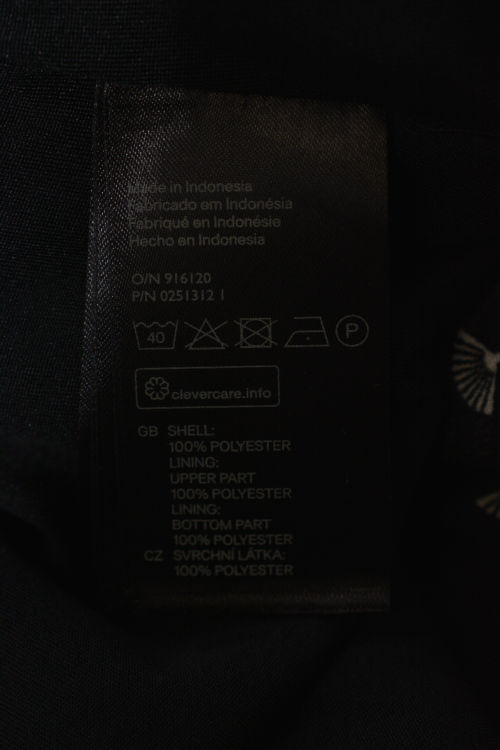 Made in Indonesia
Fabricado em Indonésia
Fabriqué en Indonésie
Hecho en Indonesia
O/N 916120
P/N 0251312 1
40 P
clevercare.info
GB SHELL:
100% POLYESTER
LINING:
UPPER PART
100% POLYESTER
LINING:
BOTTOM PART
100% POLYESTER
CZ SVRCHNÍ LÁTKA:
100% POLYESTER